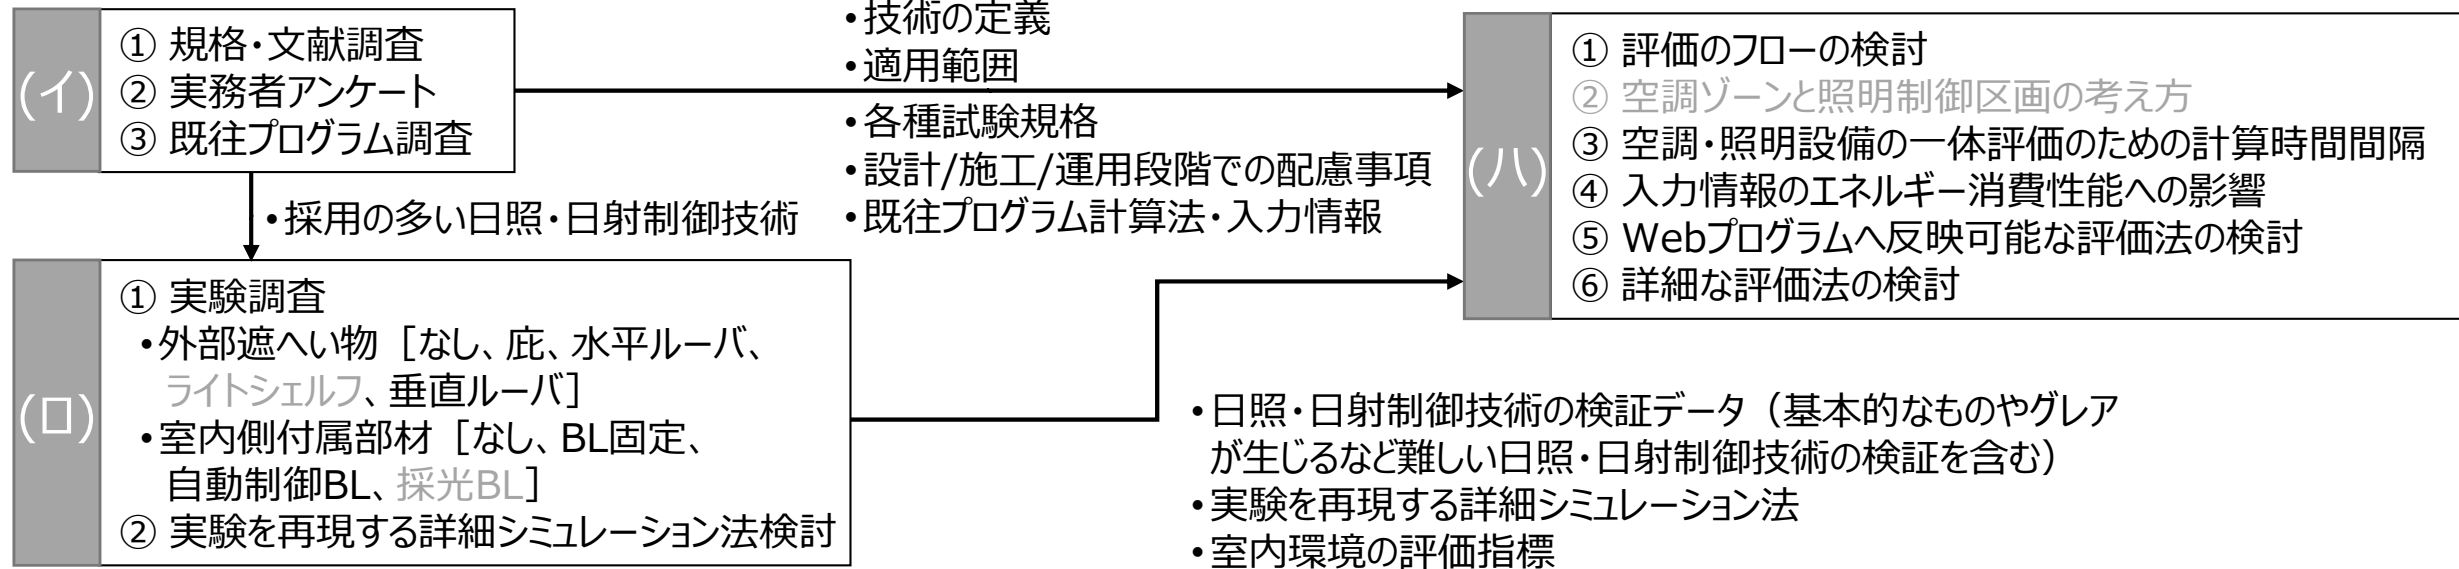 (イ)
① 規格・文献調査
② 実務者アンケート
③ 既往プログラム調査
・技術の定義
・適用範囲
・各種試験規格
・設計/施工/運用段階での配慮事項
・既往プログラム計算法・入力情報
・採用の多い日照・日射制御技術
(ロ)
① 実験調査
・外部遮へい物［なし、庇、水平ルーバ、
ライトシェルフ、垂直ルーバ］
・室内側付属部材［なし、BL固定、
自動制御BL、採光BL］
② 実験を再現する詳細シミュレーション法検討
・日照・日射制御技術の検証データ（基本的なものやグレア
が生じるなど難しい日照・日射制御技術の検証を含む）
・実験を再現する詳細シミュレーション法
・室内環境の評価指標
(ハ)
① 評価のフローの検討
② 空調ゾーンと照明制御区画の考え方
③ 空調・照明設備の一体評価のための計算時間間隔
④ 入力情報のエネルギー消費性能への影響
⑤ Webプログラムへ反映可能な評価法の検討
⑥ 詳細な評価法の検討